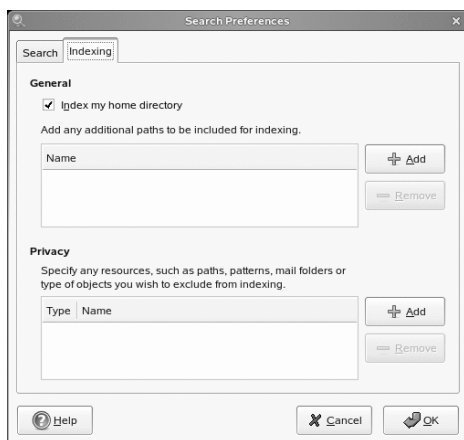 Search Preferences
Search Indexing
General
Index my home directory
Add any additional paths to be included for indexing.
Name
Add
Remove
Privacy
Specify any resources, such as paths, patterns, mail folders or
type of objects you wish to exclude from indexing.
Type Name
Add
Remove
Help Cancel OK